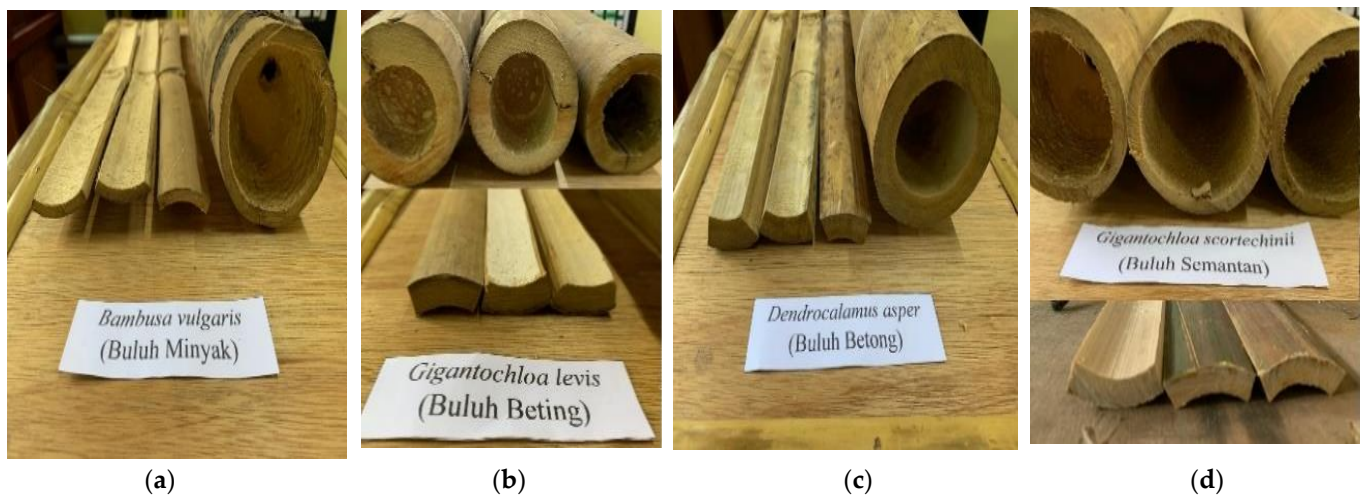 Bambusa vulgaris
(Buluh Minyak)
Gigantochloa levis
(Buluh Beting)
Dendrocalamus asper
(Buluh Betong)
Gigantochloa scortechinii
(Buluh Semantan)
(a)
(b)
(c)
(d)